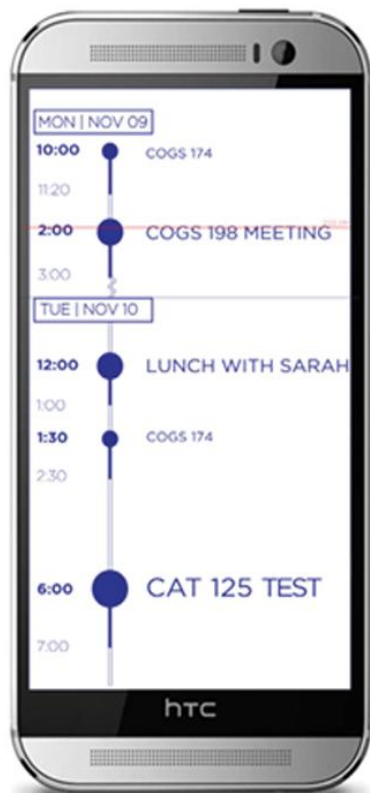 MON | NOV 09
10:00 COGS 174
11:20
2:00 COGS 198 MEETING
3:00
TUE | NOV 10
12:00 LUNCH WITH SARAH
1:00
1:30 COGS 174
2:30
6:00 CAT 125 TEST
7:00
hTC